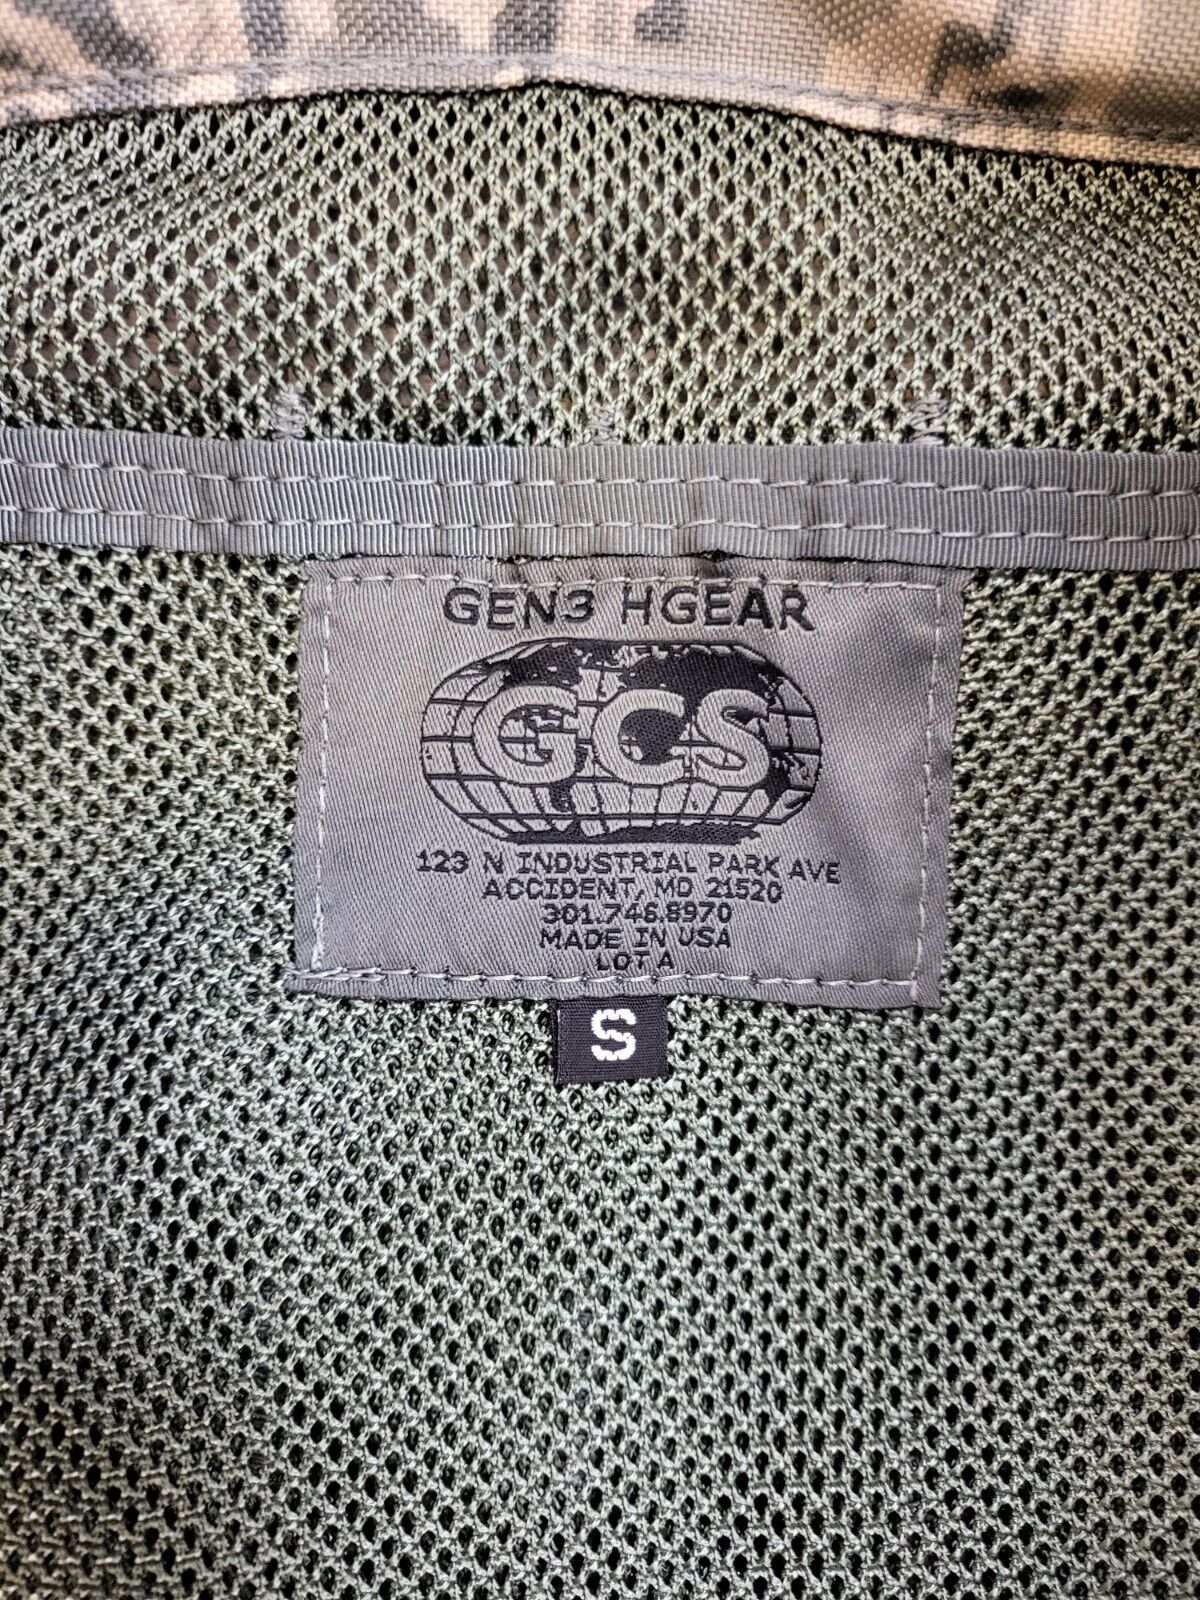 GEN3 HGEAR
GCS
123 N INDUSTRIAL PARK AVE
ACCIDENT, MD 21520
301.746.8970
MADE IN USA
LOT A
S